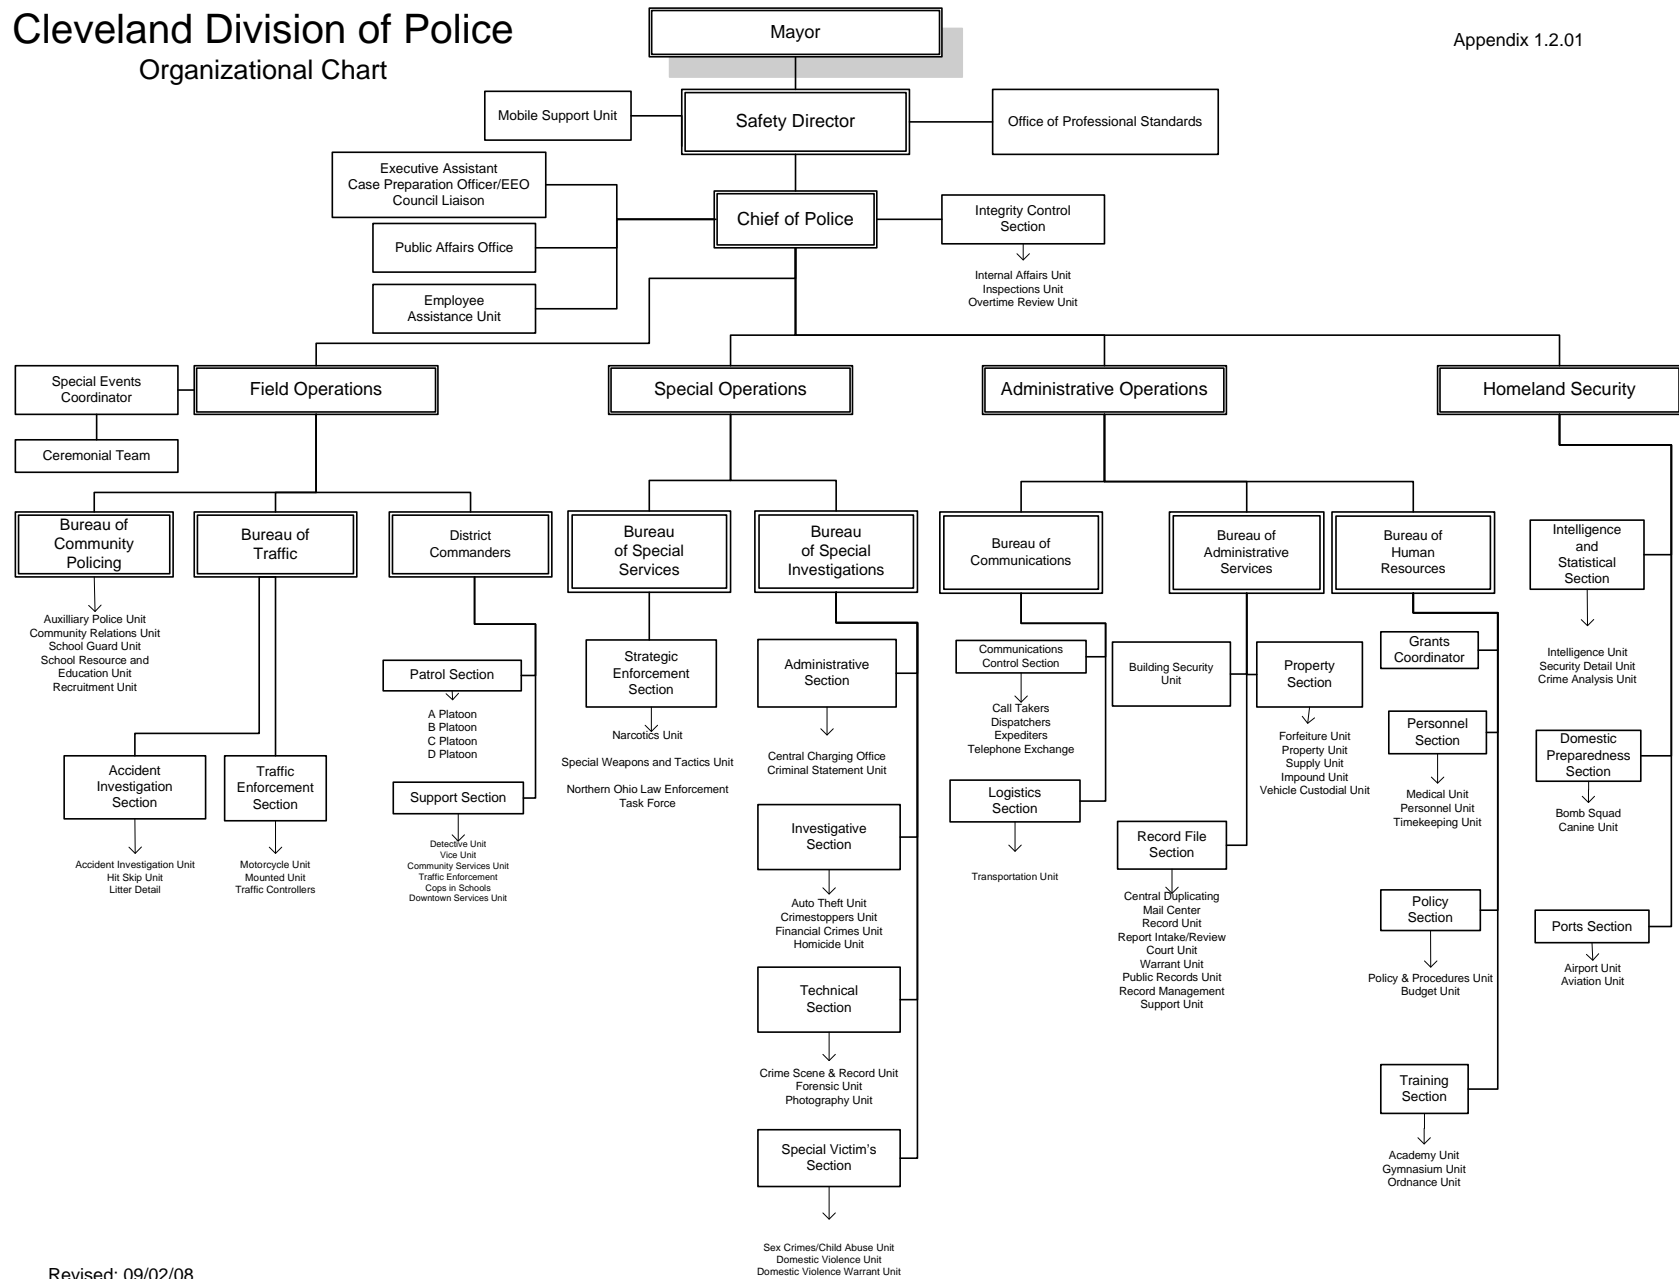 Cleveland Division of Police
Organizational Chart
Appendix 1.2.01
Mayor
Mobile Support Unit
Safety Director
Office of Professional Standards
Executive Assistant
Case Preparation Officer/EEO
Council Liaison
Public Affairs Office
Employee
Assistance Unit
Chief of Police
Integrity Control
Section
Internal Affairs Unit
Inspections Unit
Overtime Review Unit
Special Events
Coordinator
Ceremonial Team
Field Operations
Special Operations
Administrative Operations
Homeland Security
Bureau of
Community
Policing
Auxilliary Police Unit
Community Relations Unit
School Guard Unit
School Resource and
Education Unit
Recruitment Unit
Bureau of
Traffic
Accident
Investigation
Section
Accident Investigation Unit
Hit Skip Unit
Litter Detail
Traffic
Enforcement
Section
Motorcycle Unit
Mounted Unit
Traffic Controllers
District
Commanders
Patrol Section
A Platoon
B Platoon
C Platoon
D Platoon
Support Section
Detective Unit
Vice Unit
Community Services Unit
Traffic Enforcement
Cops in Schools
Downtown Services Unit
Bureau
of Special
Services
Strategic
Enforcement
Section
Narcotics Unit
Special Weapons and Tactics Unit
Northern Ohio Law Enforcement
Task Force
Bureau
of Special
Investigations
Administrative
Section
Central Charging Office
Criminal Statement Unit
Investigative
Section
Auto Theft Unit
Crimestoppers Unit
Financial Crimes Unit
Homicide Unit
Technical
Section
Crime Scene & Record Unit
Forensic Unit
Photography Unit
Special Victim's
Section
Sex Crimes/Child Abuse Unit
Domestic Violence Unit
Domestic Violence Warrant Unit
Bureau of
Communications
Communications
Control Section
Call Takers
Dispatchers
Expediters
Telephone Exchange
Logistics
Section
Transportation Unit
Bureau of
Administrative
Services
Building Security
Unit
Property
Section
Forfeiture Unit
Property Unit
Supply Unit
Impound Unit
Vehicle Custodial Unit
Record File
Section
Central Duplicating
Mail Center
Record Unit
Report Intake/Review
Court Unit
Warrant Unit
Public Records Unit
Record Management
Support Unit
Bureau of
Human
Resources
Grants
Coordinator
Personnel
Section
Medical Unit
Personnel Unit
Timekeeping Unit
Policy
Section
Policy & Procedures Unit
Budget Unit
Training
Section
Academy Unit
Gymnasium Unit
Ordnance Unit
Intelligence
and
Statistical
Section
Intelligence Unit
Security Detail Unit
Crime Analysis Unit
Domestic
Preparedness
Section
Bomb Squad
Canine Unit
Ports Section
Airport Unit
Aviation Unit
Revised: 09/02/08